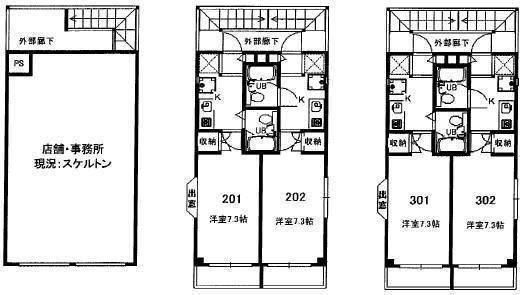 外部廊下
PS
店舗・事務所
現況：スケルトン
外部廊下
UB
K
K
UB
収納
収納
201
202
出窓
洋室7.3帖
洋室7.3帖
外部廊下
UB
K
K
UB
収納
収納
301
302
出窓
洋室7.3帖
洋室7.3帖